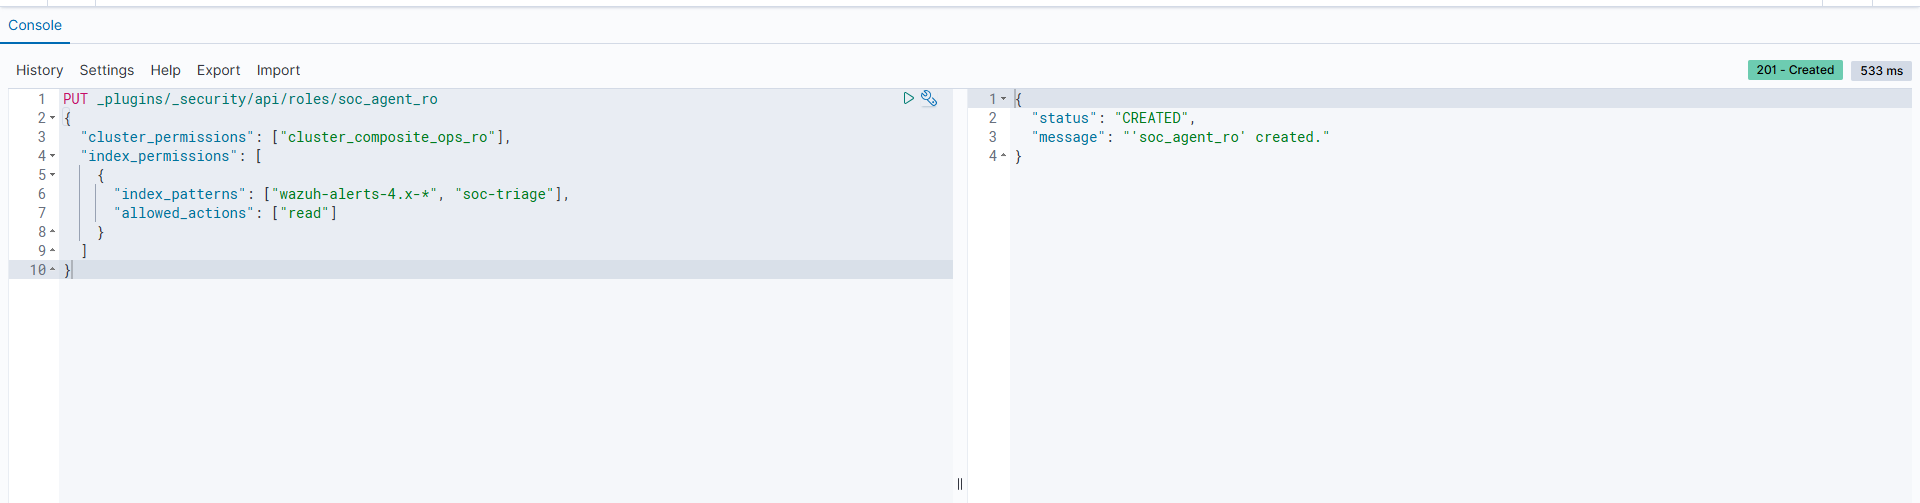 Console
History Settings Help Export Import
201 - Created 533 ms
1 PUT _plugins/_security/api/roles/soc_agent_ro
2 {
3 "cluster_permissions": ["cluster_composite_ops_ro"],
4 "index_permissions": [
5 {
6 "index_patterns": ["wazuh-alerts-4.x-*", "soc-triage"],
7 "allowed_actions": ["read"]
8 }
9 ]
10 }
1 {
2 "status": "CREATED",
3 "message": "'soc_agent_ro' created."
4 }